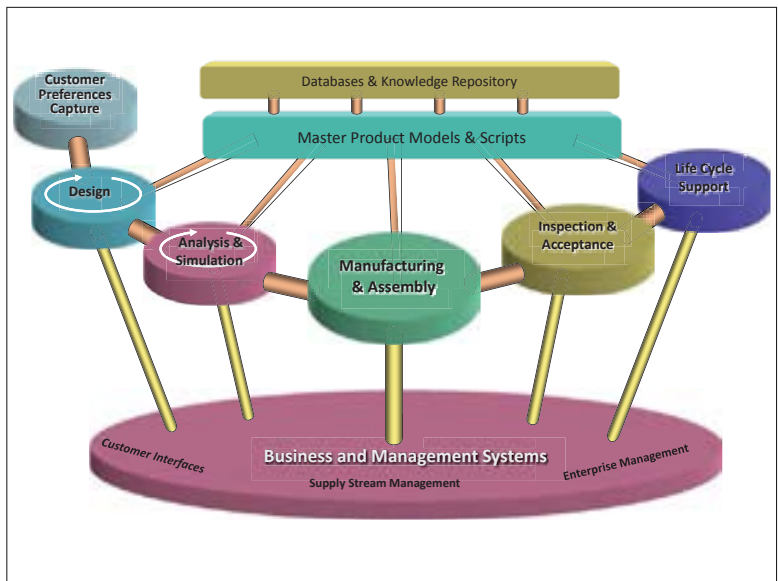 Customer
Preferences
Capture
Databases & Knowledge Repository
Master Product Models & Scripts
Design
Life Cycle
Support
Analysis &
Simulation
Inspection &
Acceptance
Manufacturing
& Assembly
Customer Interfaces
Business and Management Systems
Enterprise Management
Supply Stream Management